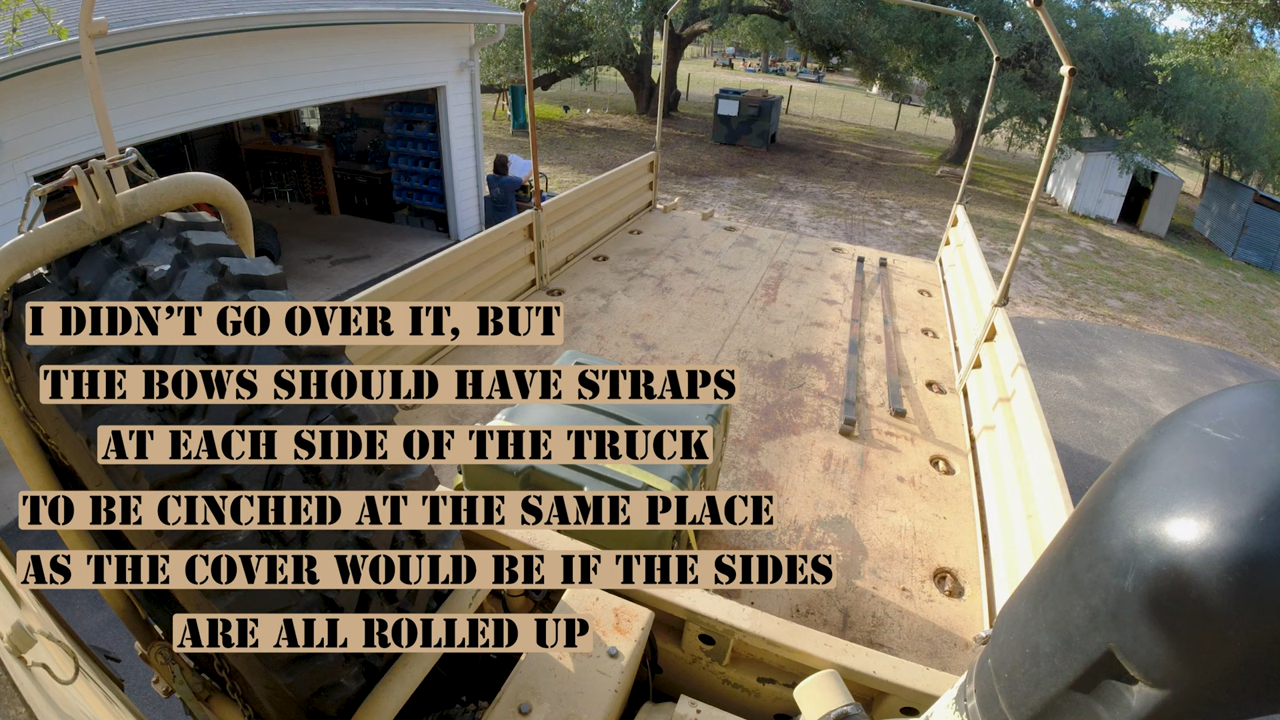 I DIDN'T GO OVER IT, BUT
THE BOWS SHOULD HAVE STRAPS
AT EACH SIDE OF THE TRUCK
TO BE CINCHED AT THE SAME PLACE
AS THE COVER WOULD BE IF THE SIDES
ARE ALL ROLLED UP